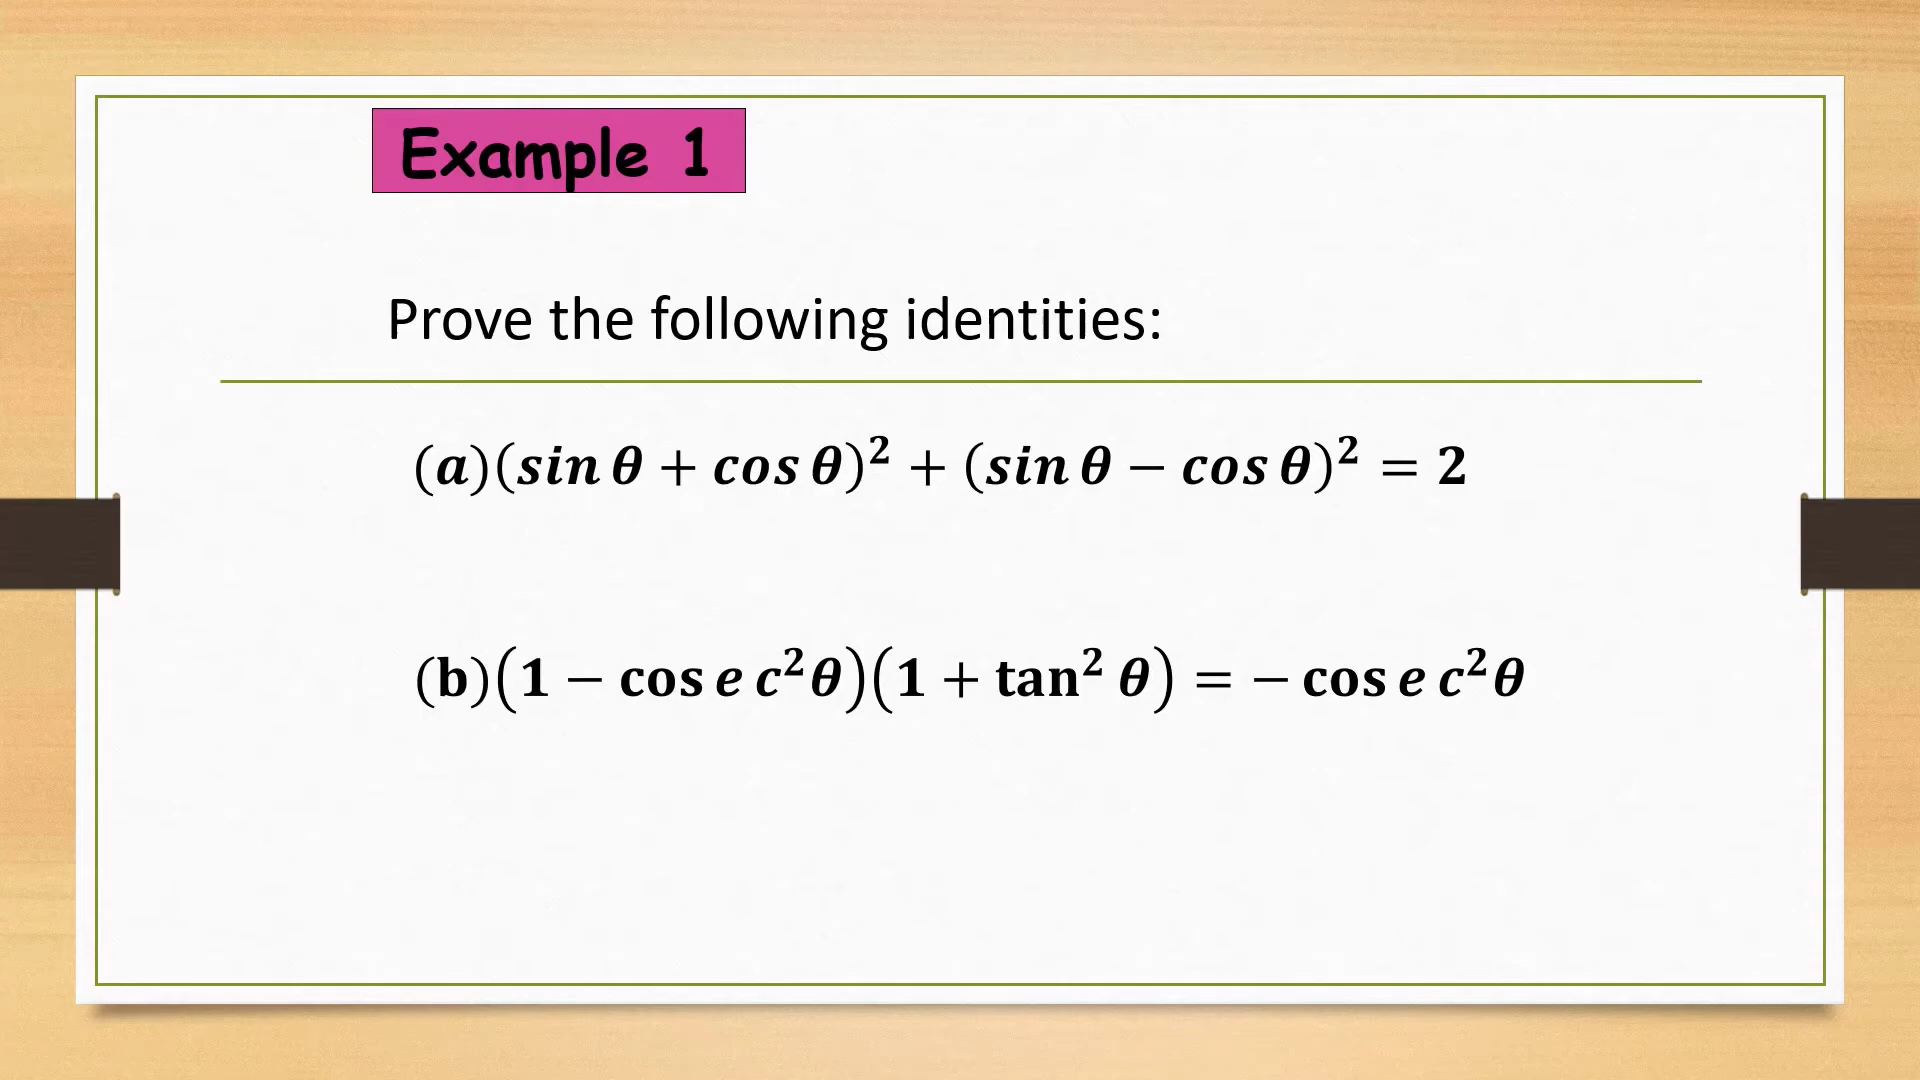 Example 1
Prove the following identities:
(a)(sin θ + cos θ)² + (sin θ − cos θ)² = 2
(b)(1 − cos e c²θ)(1 + tan² θ) = − cos e c²θ